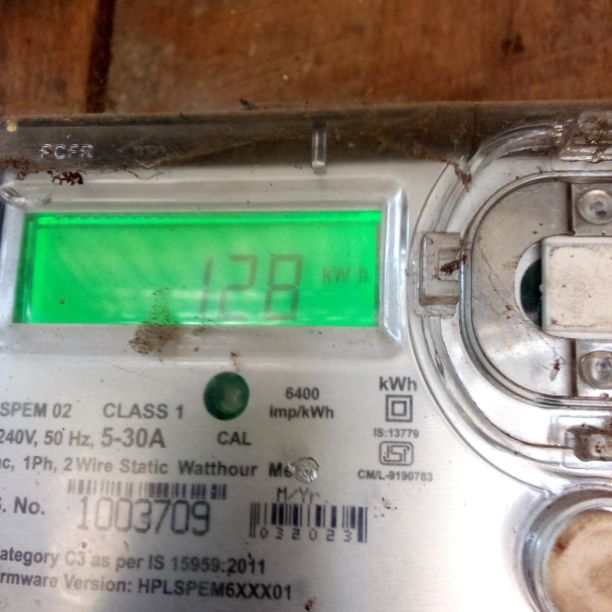 128 kWh
SPEM 02 CLASS 1
6400 imp/kWh
kWh
240V, 50 Hz, 5-30A
CAL
IS:13779
ISI
CM/L-9190783
1Ph, 2 Wire Static Watthour
No. 1003709
M/Yr.
032023
ategory C3 as per IS 15959:2011
rmware Version: HPLSPEM6XXX01